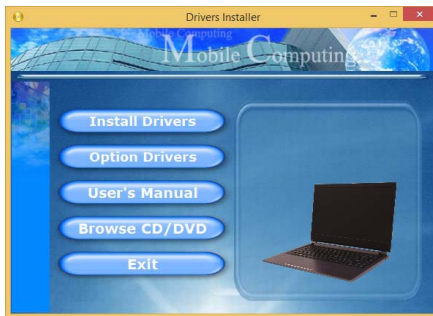 Drivers Installer
Mobile Computing
Mobile Computing
Install Drivers
Option Drivers
User's Manual
Browse CD/DVD
Exit